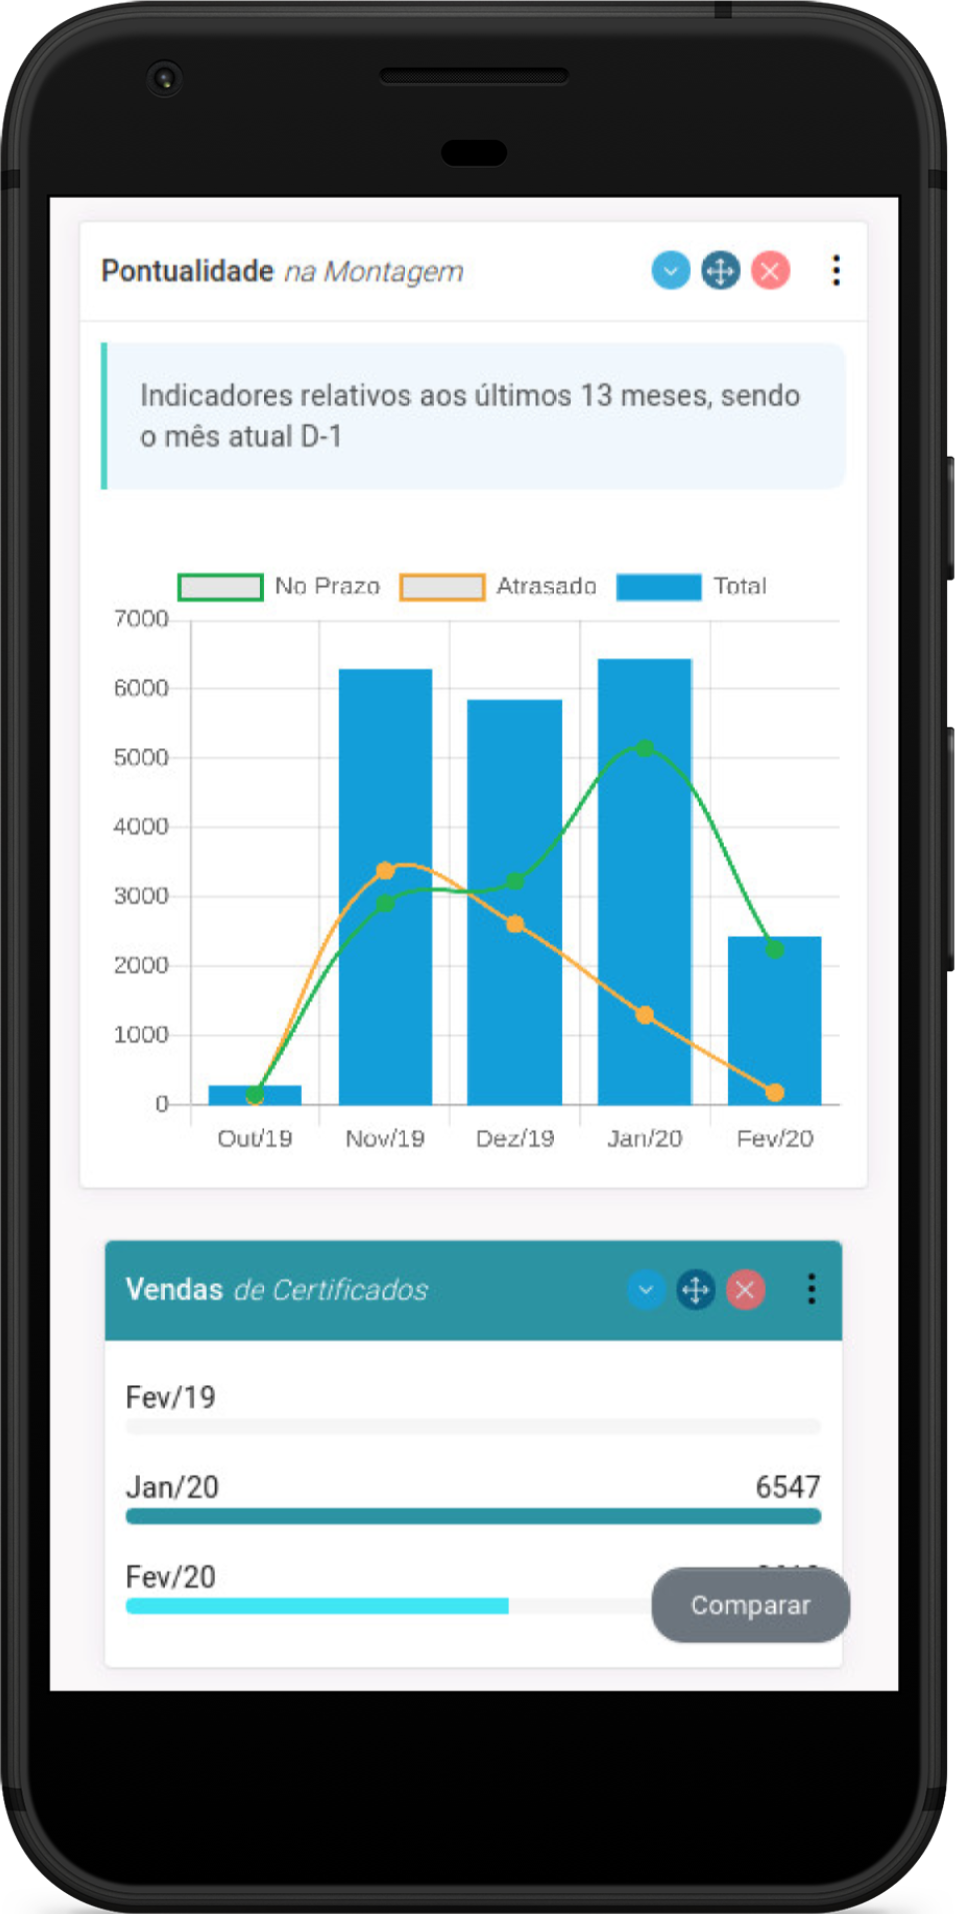 Pontualidade na Montagem
Indicadores relativos aos últimos 13 meses, sendo
o mês atual D-1
No Prazo Atrasado Total
7000
6000
5000
4000
3000
2000
1000
0
Out/19 Nov/19 Dez/19 Jan/20 Fev/20
Vendas de Certificados
Fev/19
Jan/20 6547
Fev/20
Comparar